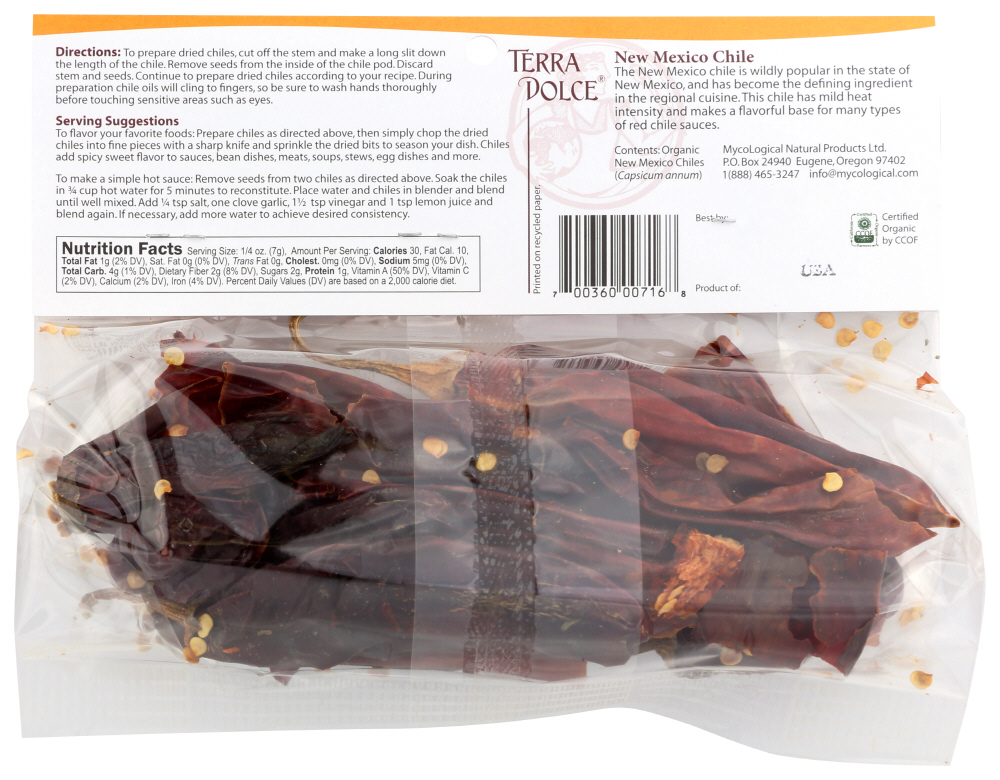 Directions: To prepare dried chiles, cut off the stem and make a long slit down
the length of the chile. Remove seeds from the inside of the chile pod. Discard
stem and seeds. Continue to prepare dried chiles according to your recipe. During
preparation chile oils will cling to fingers, so be sure to wash hands thoroughly
before touching sensitive areas such as eyes.
Serving Suggestions
To flavor your favorite foods: Prepare chiles as directed above, then simply chop the dried
chiles into fine pieces with a sharp knife and sprinkle the dried bits to season your dish. Chiles
add spicy sweet flavor to sauces, bean dishes, meats, soups, stews, egg dishes and more.
To make a simple hot sauce: Remove seeds from two chiles as directed above. Soak the chiles
in ¾ cup hot water for 5 minutes to reconstitute. Place water and chiles in blender and blend
until well mixed. Add ¼ tsp salt, one clove garlic, 1½ tsp vinegar and 1 tsp lemon juice and
blend again. If necessary, add more water to achieve desired consistency.
Nutrition Facts Serving Size: 1/4 oz. (7g), Amount Per Serving: Calories 30, Fat Cal. 10,
Total Fat 1g (2% DV), Sat. Fat 0g (0% DV), Trans Fat 0g, Cholest. 0mg (0% DV), Sodium 5mg (0% DV),
Total Carb. 4g (1% DV), Dietary Fiber 2g (8% DV), Sugars 2g, Protein 1g, Vitamin A (50% DV), Vitamin C
(2% DV), Calcium (2% DV), Iron (4% DV). Percent Daily Values (DV) are based on a 2,000 calorie diet.
TERRA
DOLCE®
Printed on recycled paper.
New Mexico Chile
The New Mexico chile is wildly popular in the state of
New Mexico, and has become the defining ingredient
in the regional cuisine. This chile has mild heat
intensity and makes a flavorful base for many types
of red chile sauces.
Contents: Organic
New Mexico Chiles
(Capsicum annum)
MycoLogical Natural Products Ltd.
P.O. Box 24940 Eugene, Oregon 97402
1(888) 465-3247 info@mycological.com
7 00360 00716 8
Best by:
Product of:
USA
CCOF
Certified
Organic
by CCOF